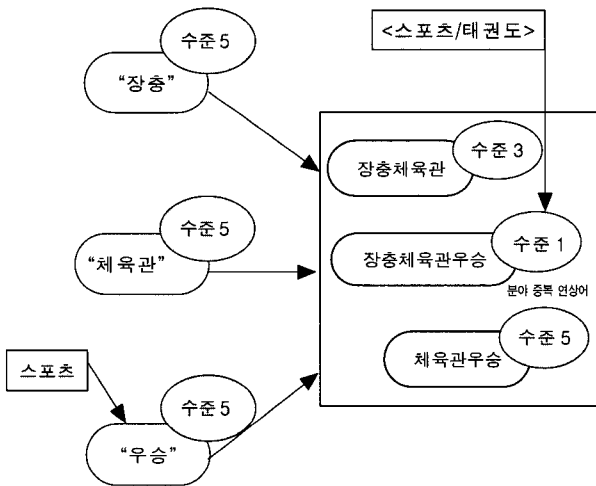 수준 5
“장충”
<스포츠/태권도>
수준 3
장충체육관
수준 5
“체육관”
수준 1
장충체육관우승
분야 중복 연상어
수준 5
체육관우승
스포츠
수준 5
“우승”